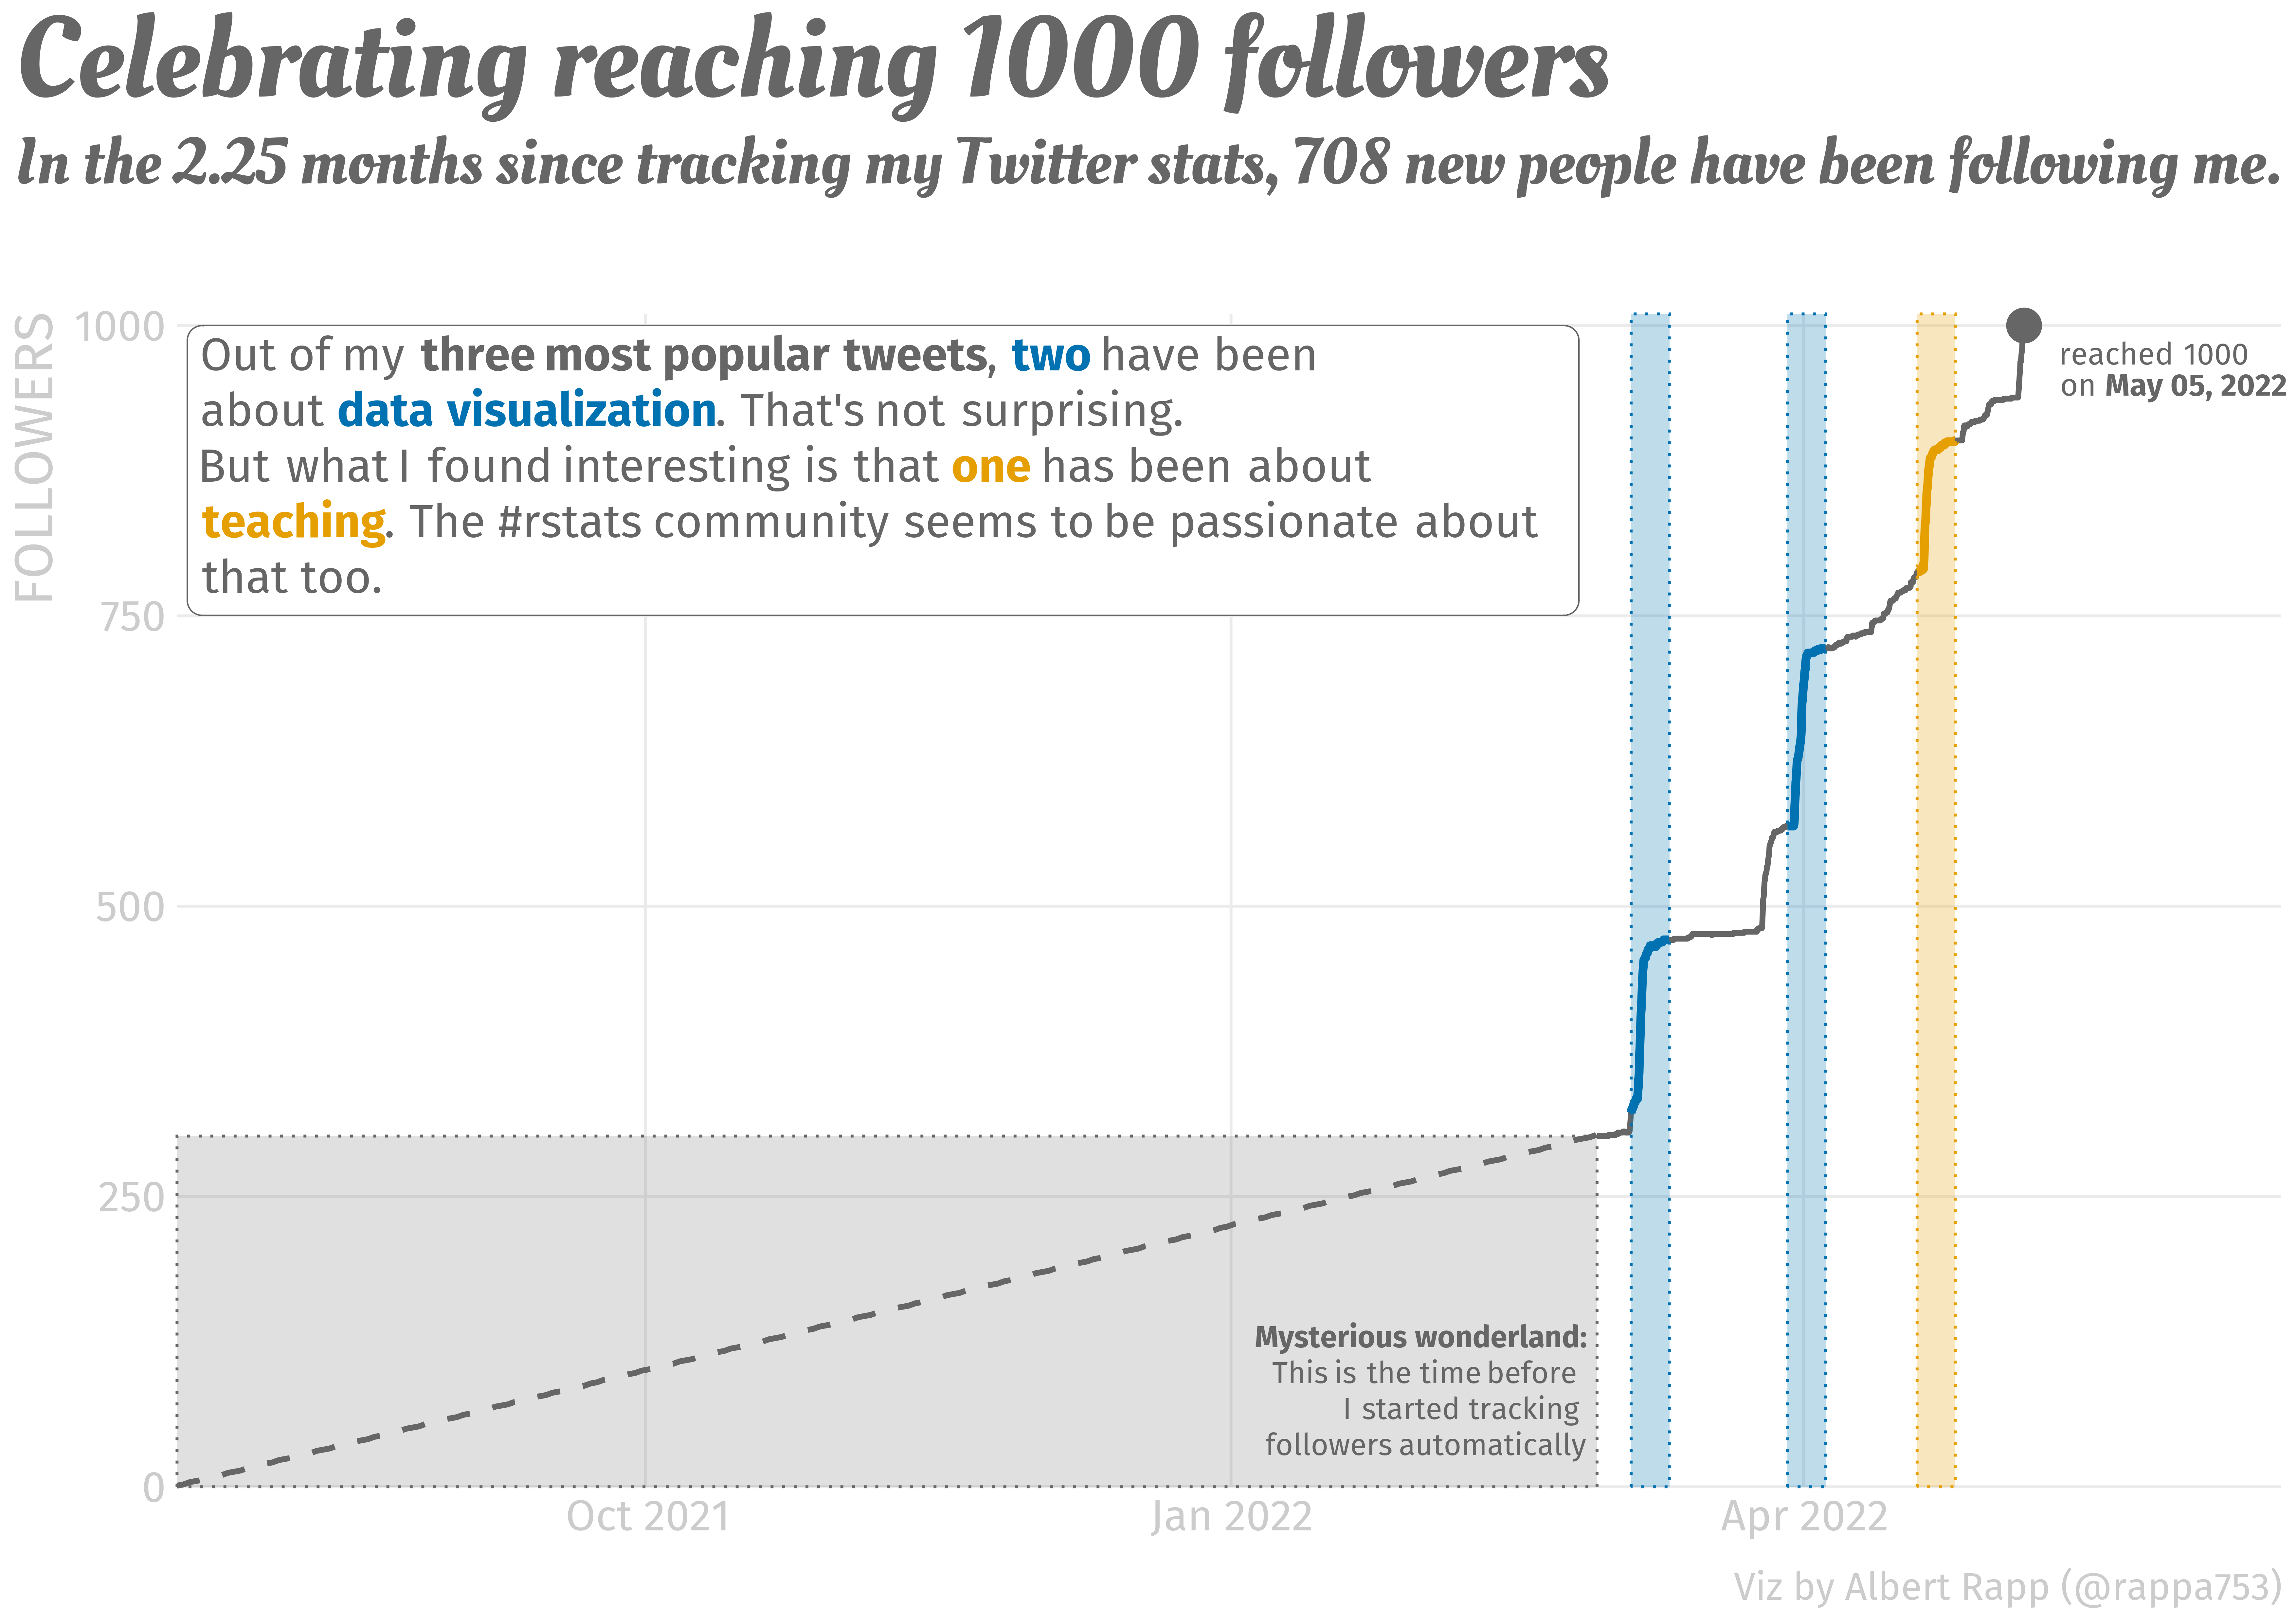 Celebrating reaching 1000 followers
In the 2.25 months since tracking my Twitter stats, 708 new people have been following me.
FOLLOWERS
1000
750
500
250
0
Out of my three most popular tweets, two have been
about data visualization. That's not surprising.
But what I found interesting is that one has been about
teaching. The #rstats community seems to be passionate about
that too.
reached 1000
on May 05, 2022
Mysterious wonderland:
This is the time before
I started tracking
followers automatically
Oct 2021
Jan 2022
Apr 2022
Viz by Albert Rapp (@rappa753)